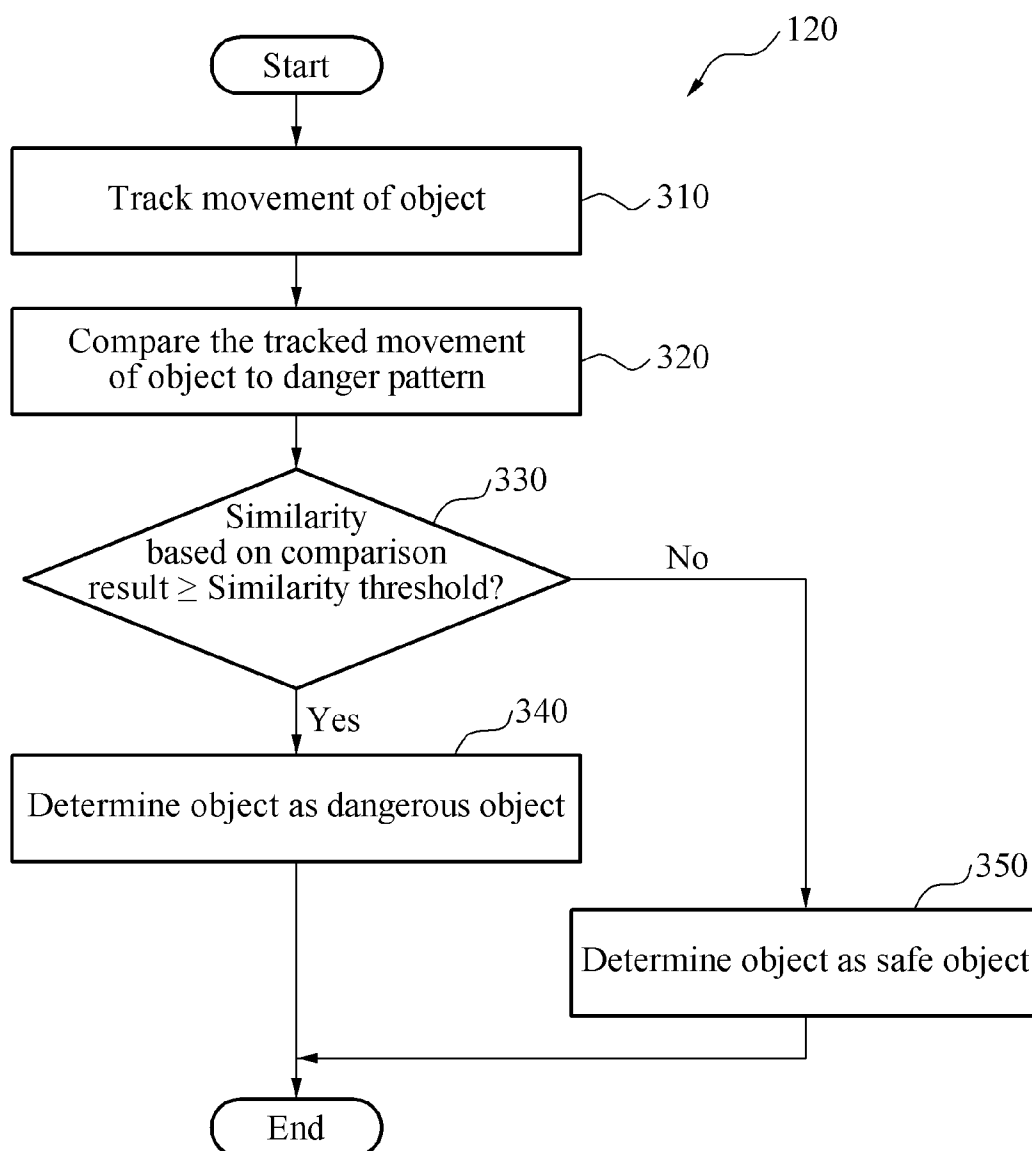 120
Start
Track movement of object
310
Compare the tracked movement
of object to danger pattern
320
330
Similarity
based on comparison
result ≥ Similarity threshold?
No
Yes
340
Determine object as dangerous object
350
Determine object as safe object
End